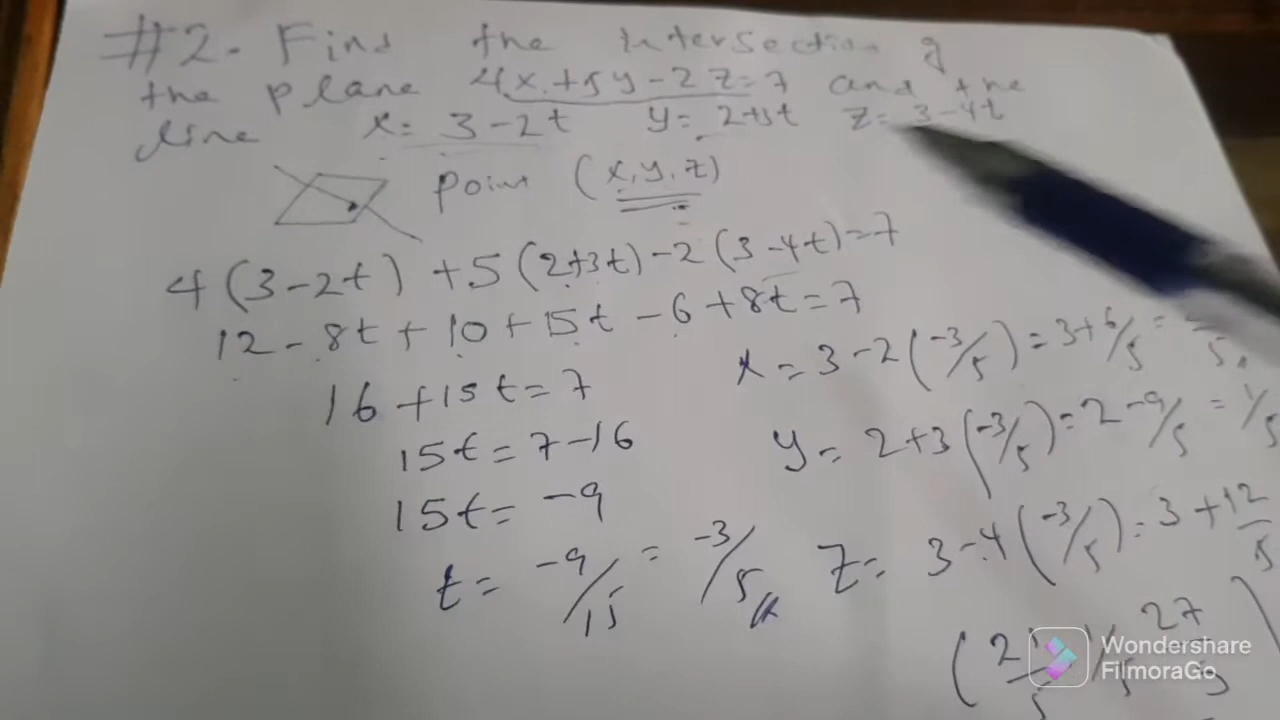 #2. Find the intersection of
the plane 4x+5y-2z=7 and the
line x= 3-2t y= 2+3t z= 3-4t
point (x,y,z)
4(3-2t) +5(2+3t)-2(3-4t)=7
12-8t+10+15t-6+8t=7
16+15t=7
15t=7-16
15t=-9
t=-9/15=-3/5
x=3-2(-3/5)=3+6/5=
y=2+3(-3/5)=2-9/5=1/5
z=3-4(-3/5)=3+12/5
27
Wondershare
FilmoraGo